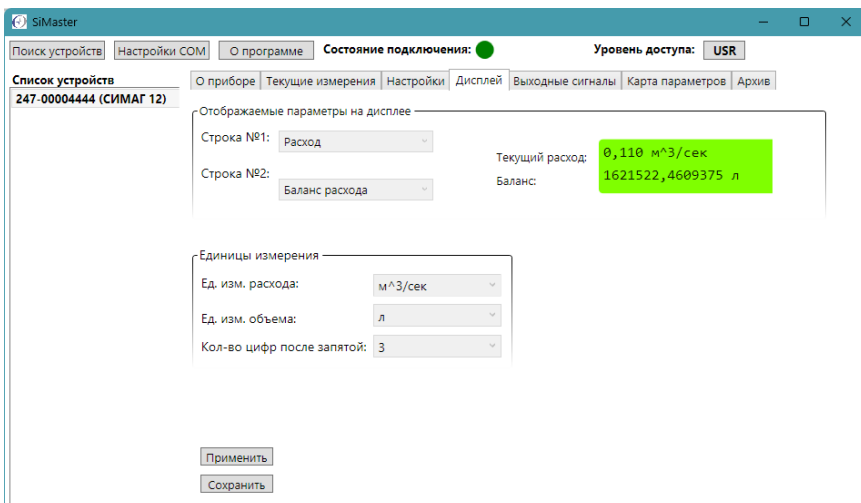 SiMaster
Поиск устройств Настройки COM О программе Состояние подключения: Уровень доступа: USR
Список устройств
247-00004444 (СИМАГ 12)
О приборе Текущие измерения Настройки Дисплей Выходные сигналы Карта параметров Архив
Отображаемые параметры на дисплее
Строка №1: Расход
Текущий расход: 0,110 м^3/сек
Строка №2: Баланс расхода
Баланс: 1621522,4609375 л
Единицы измерения
Ед. изм. расхода: м^3/сек
Ед. изм. объема: л
Кол-во цифр после запятой: 3
Применить
Сохранить